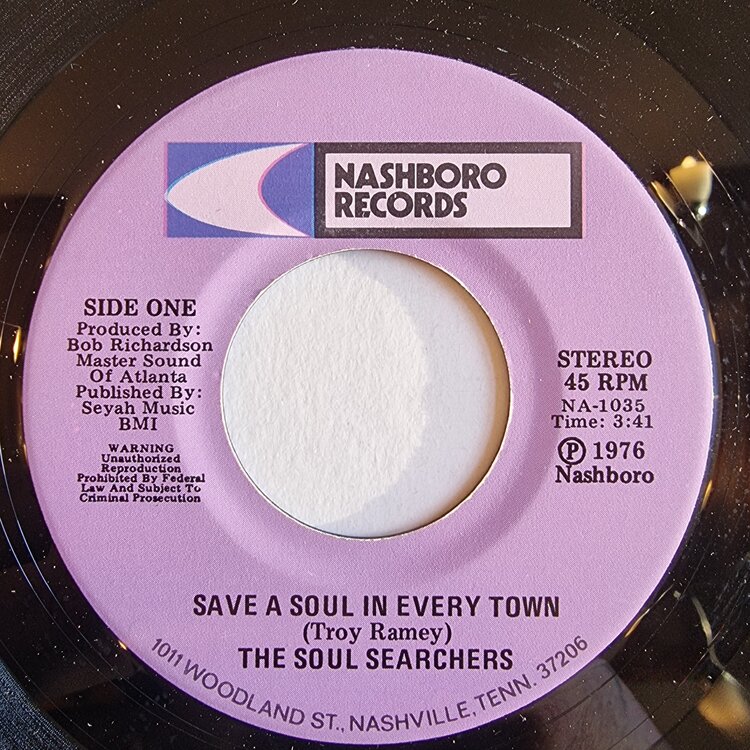 NASHBORO
RECORDS
SIDE ONE
Produced By:
Bob Richardson
Master Sound
Of Atlanta
Published By:
Seyah Music
BMI
WARNING
Unauthorized
Reproduction
Prohibited By Federal
Law And Subject To
Criminal Prosecution
STEREO
45 RPM
NA-1035
Time: 3:41
Ⓟ 1976
Nashboro
SAVE A SOUL IN EVERY TOWN
(Troy Ramey)
THE SOUL SEARCHERS
1011 WOODLAND ST., NASHVILLE, TENN. 37206